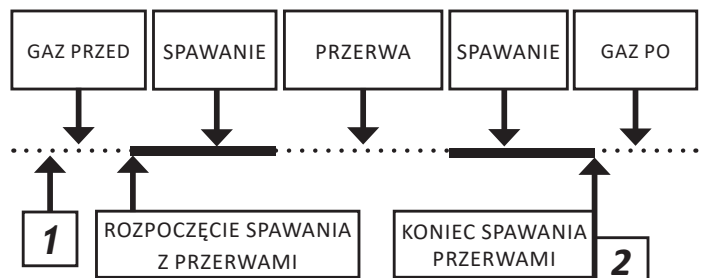 GAZ PRZED
SPAWANIE
PRZERWA
SPAWANIE
GAZ PO
1
ROZPOCZĘCIE SPAWANIA
Z PRZERWAMI
KONIEC SPAWANIA
PRZERWAMI
2